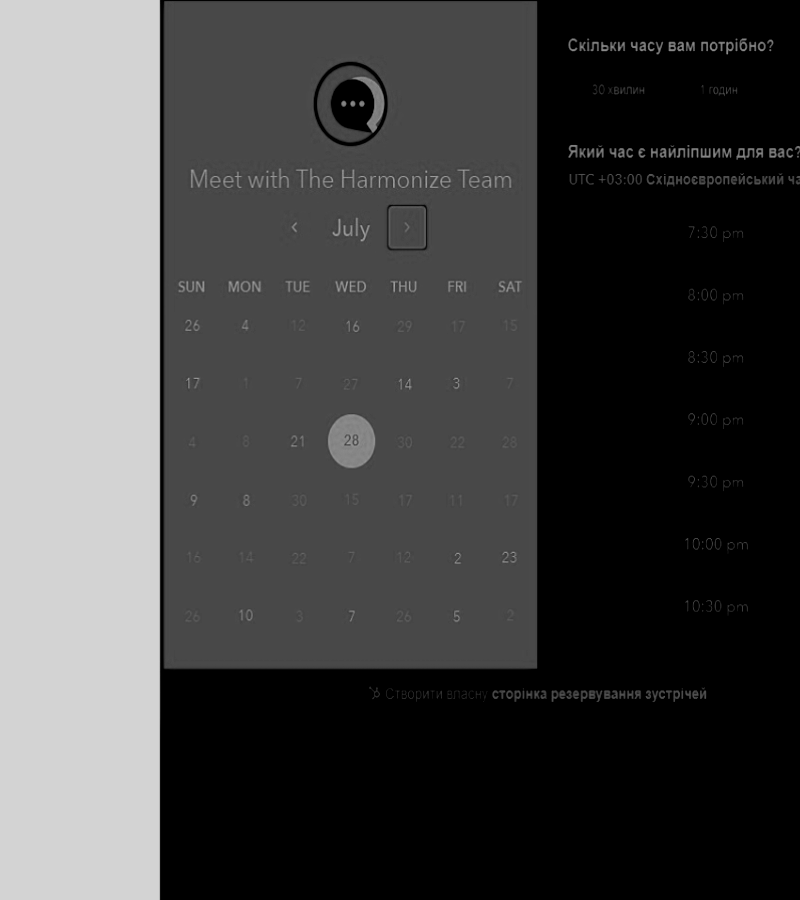 Meet with The Harmonize Team
July
SUN MON TUE WED THU FRI SAT
26 4 12 16 29 17 15
17 1 7 27 14 3 7
4 8 21 28 30 22 28
9 8 30 15 17 11 17
16 14 22 7 12 2 23
26 10 3 7 26 5 2
Скільки часу вам потрібно?
30 хвилин 1 годин
Який час є найліпшим для вас?
UTC +03:00 Східноєвропейський ча
7:30 pm
8:00 pm
8:30 pm
9:00 pm
9:30 pm
10:00 pm
10:30 pm
Створити власну сторінка резервування зустрічей